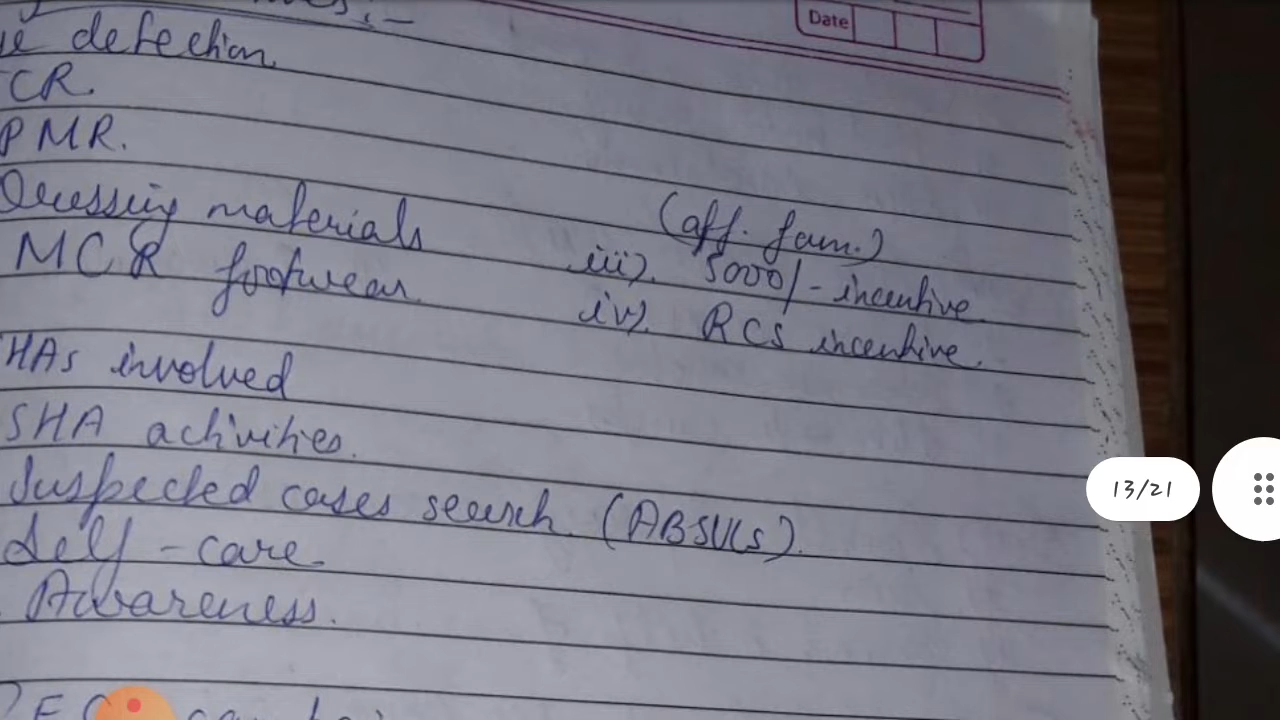 Date
detection
CR.
PMR.
Dressing materials
(aff. fam.)
MCR footwear
iii). 5000/- incentive
iv). RCS incentive.
HAs involved
SHA activities.
Suspected cases search (ABSULs).
Self-care
Awareness.
13/21